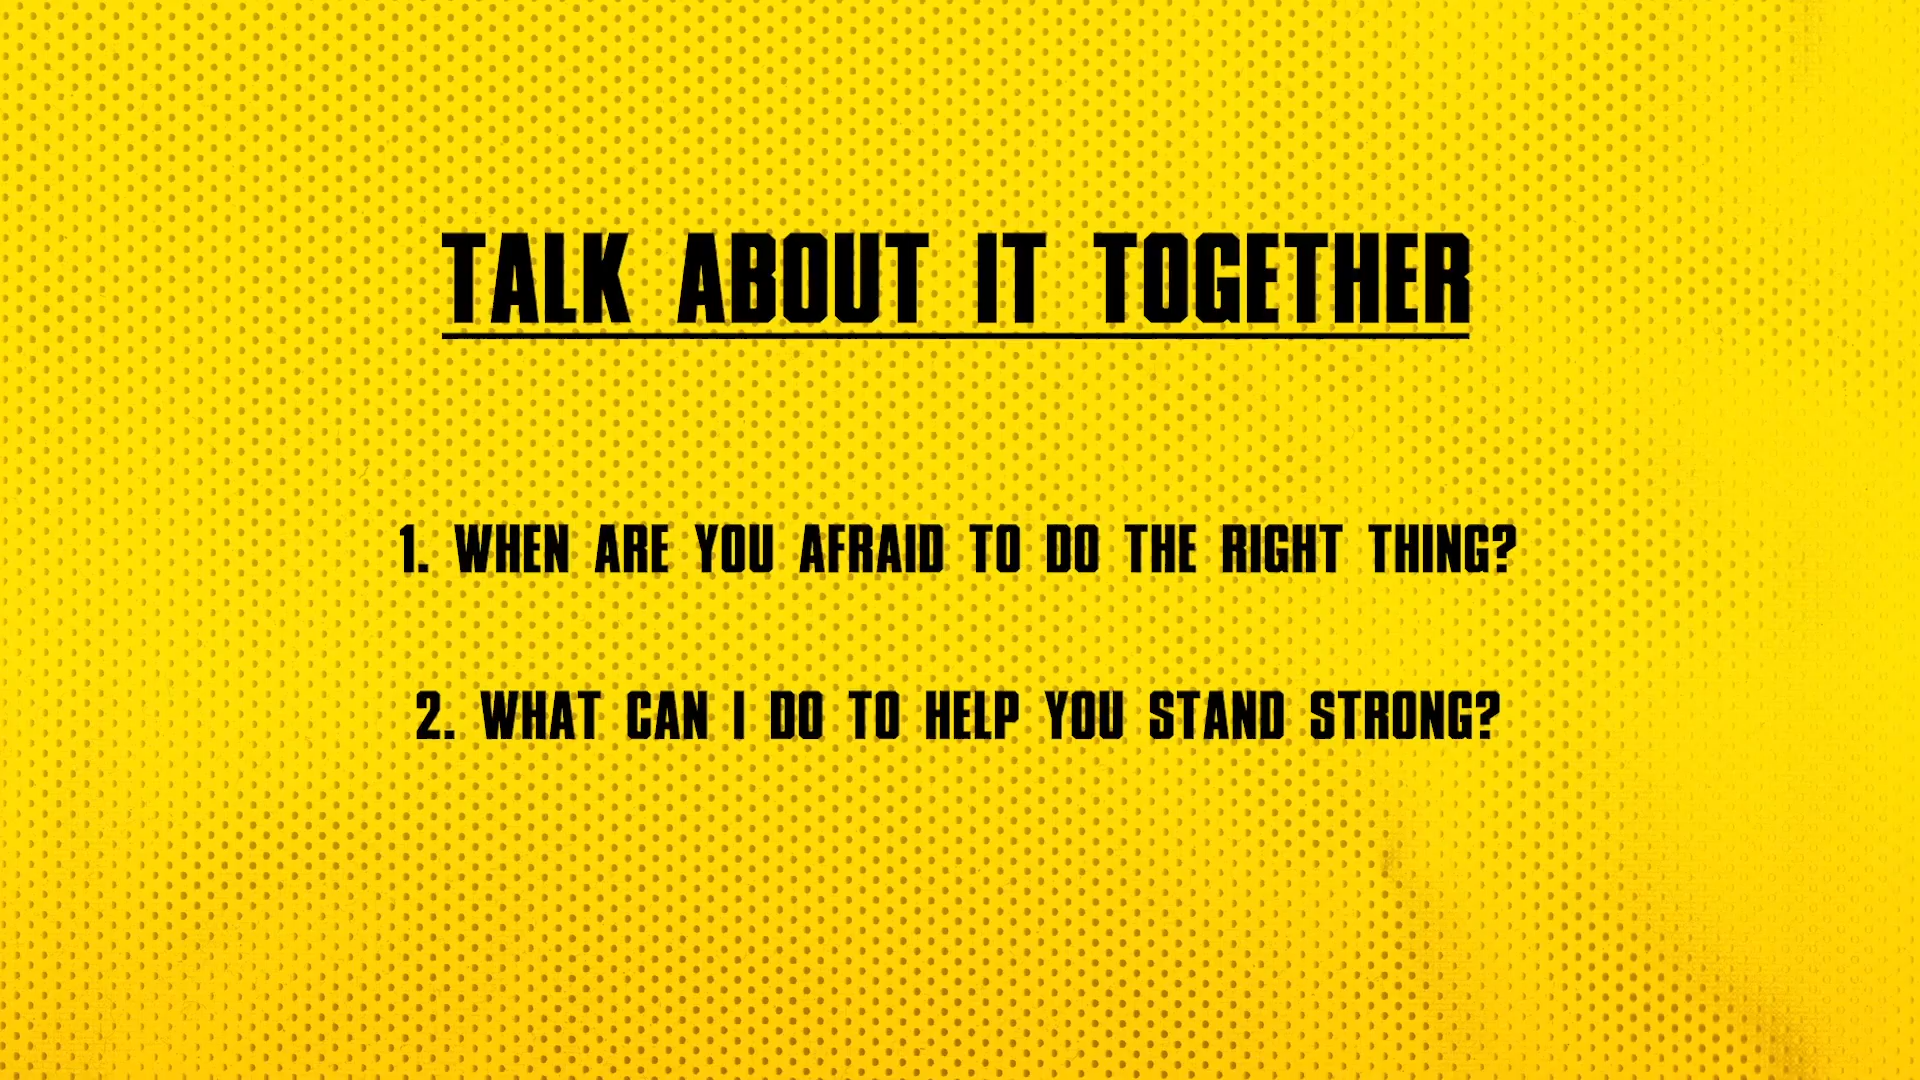 TALK ABOUT IT TOGETHER
1. WHEN ARE YOU AFRAID TO DO THE RIGHT THING?
2. WHAT CAN I DO TO HELP YOU STAND STRONG?